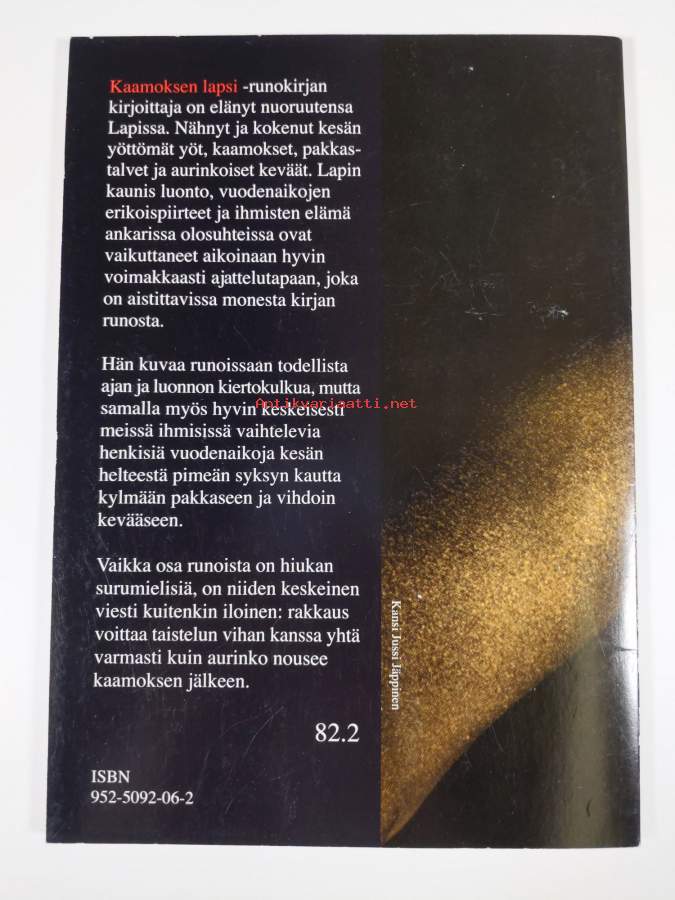 Kaamoksen lapsi -runokirjan
kirjoittaja on elänyt nuoruutensa
Lapissa. Nähnyt ja kokenut kesän
yöttömät yöt, kaamokset, pakkas-
talvet ja aurinkoiset keväät. Lapin
kaunis luonto, vuodenaikojen
erikoispiirteet ja ihmisten elämä
ankarissa olosuhteissa ovat
vaikuttaneet aikoinaan hyvin
voimakkaasti ajattelutapaan, joka
on aistittavissa monesta kirjan
runosta.
Hän kuvaa runoissaan todellista
ajan ja luonnon kiertokulkua, mutta
samalla myös hyvin keskeisesti
Antikvariaatti.net
meissä ihmisissä vaihtelevia
henkisiä vuodenaikoja kesän
helteestä pimeän syksyn kautta
kylmään pakkaseen ja vihdoin
kevääseen.
Vaikka osa runoista on hiukan
surumielisiä, on niiden keskeinen
viesti kuitenkin iloinen: rakkaus
voittaa taistelun vihan kanssa yhtä
varmasti kuin aurinko nousee
kaamoksen jälkeen.
82.2
ISBN
952-5092-06-2
Kansi Jussi Jäppinen